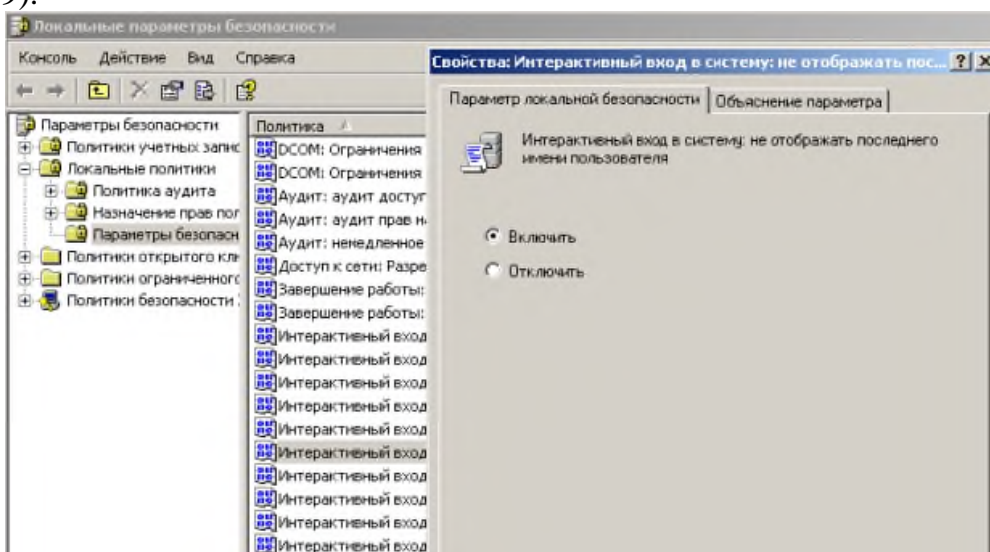 9).
Локальные параметры безопасности
Консоль Действие Вид Справка
Параметры безопасности
Политики учетных запис
Локальные политики
Политика аудита
Назначение прав пол
Параметры безопасн
Политики открытого клю
Политики ограниченного
Политики безопасности
Политика
DCOM: Ограничения
DCOM: Ограничения
Аудит: аудит доступ
Аудит: аудит прав н
Аудит: немедленное
Доступ к сети: Разре
Завершение работы:
Завершение работы:
Интерактивный вход
Интерактивный вход
Интерактивный вход
Интерактивный вход
Интерактивный вход
Интерактивный вход
Интерактивный вход
Интерактивный вход
Интерактивный вход
Интерактивный вход
Свойства: Интерактивный вход в систему: не отображать пос...
Параметр локальной безопасности Объяснение параметра
Интерактивный вход в систему: не отображать последнего
имени пользователя
Включить
Отключить